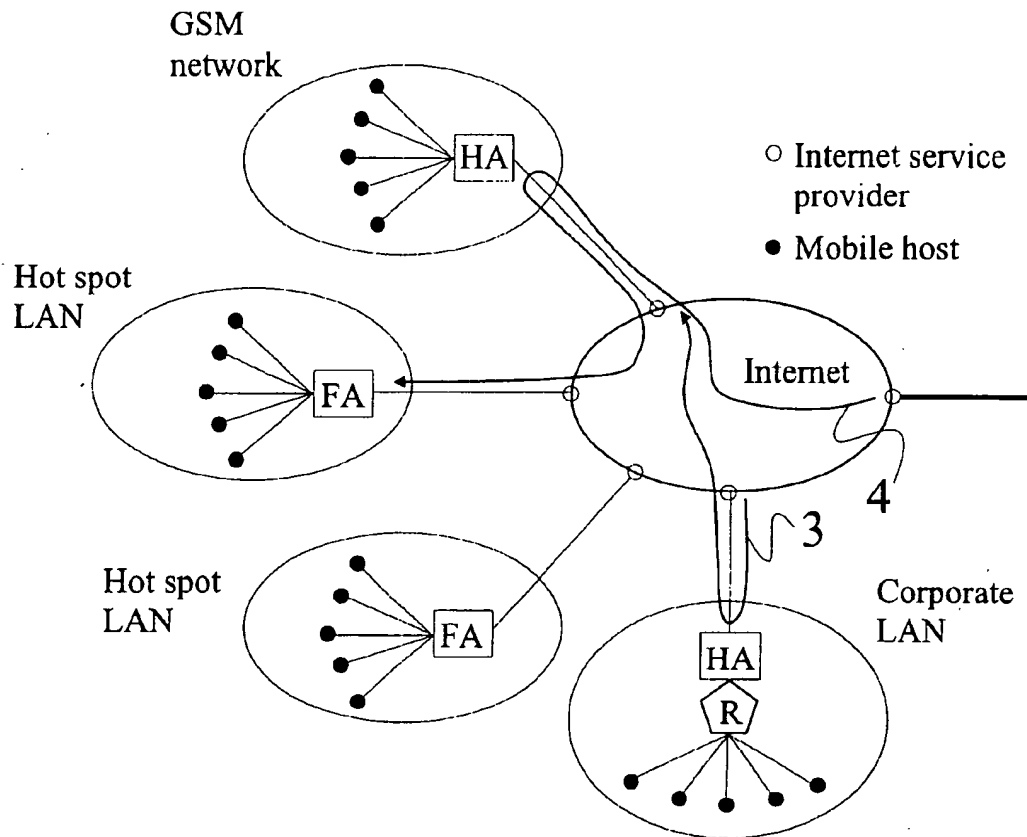 GSM
network
HA
Internet service
provider
Mobile host
Hot spot
LAN
FA
Internet
4
3
Hot spot
LAN
FA
Corporate
LAN
HA
R